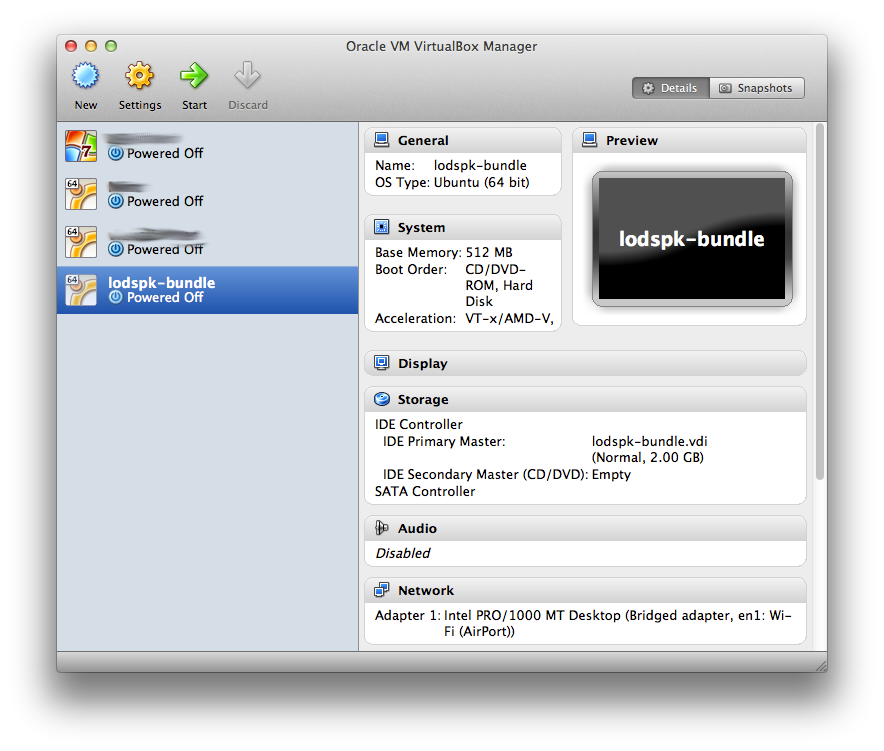 Oracle VM VirtualBox Manager
New
Settings
Start
Discard
Details
Snapshots
7
Powered Off
64
Powered Off
64
Powered Off
64
lodspk-bundle
Powered Off
General
Name: lodspk-bundle
OS Type: Ubuntu (64 bit)
System
Base Memory: 512 MB
Boot Order: CD/DVD-
ROM, Hard
Disk
Acceleration: VT-x/AMD-V,
Preview
lodspk-bundle
Display
Storage
IDE Controller
IDE Primary Master: lodspk-bundle.vdi
(Normal, 2.00 GB)
IDE Secondary Master (CD/DVD): Empty
SATA Controller
Audio
Disabled
Network
Adapter 1: Intel PRO/1000 MT Desktop (Bridged adapter, en1: Wi-
Fi (AirPort))